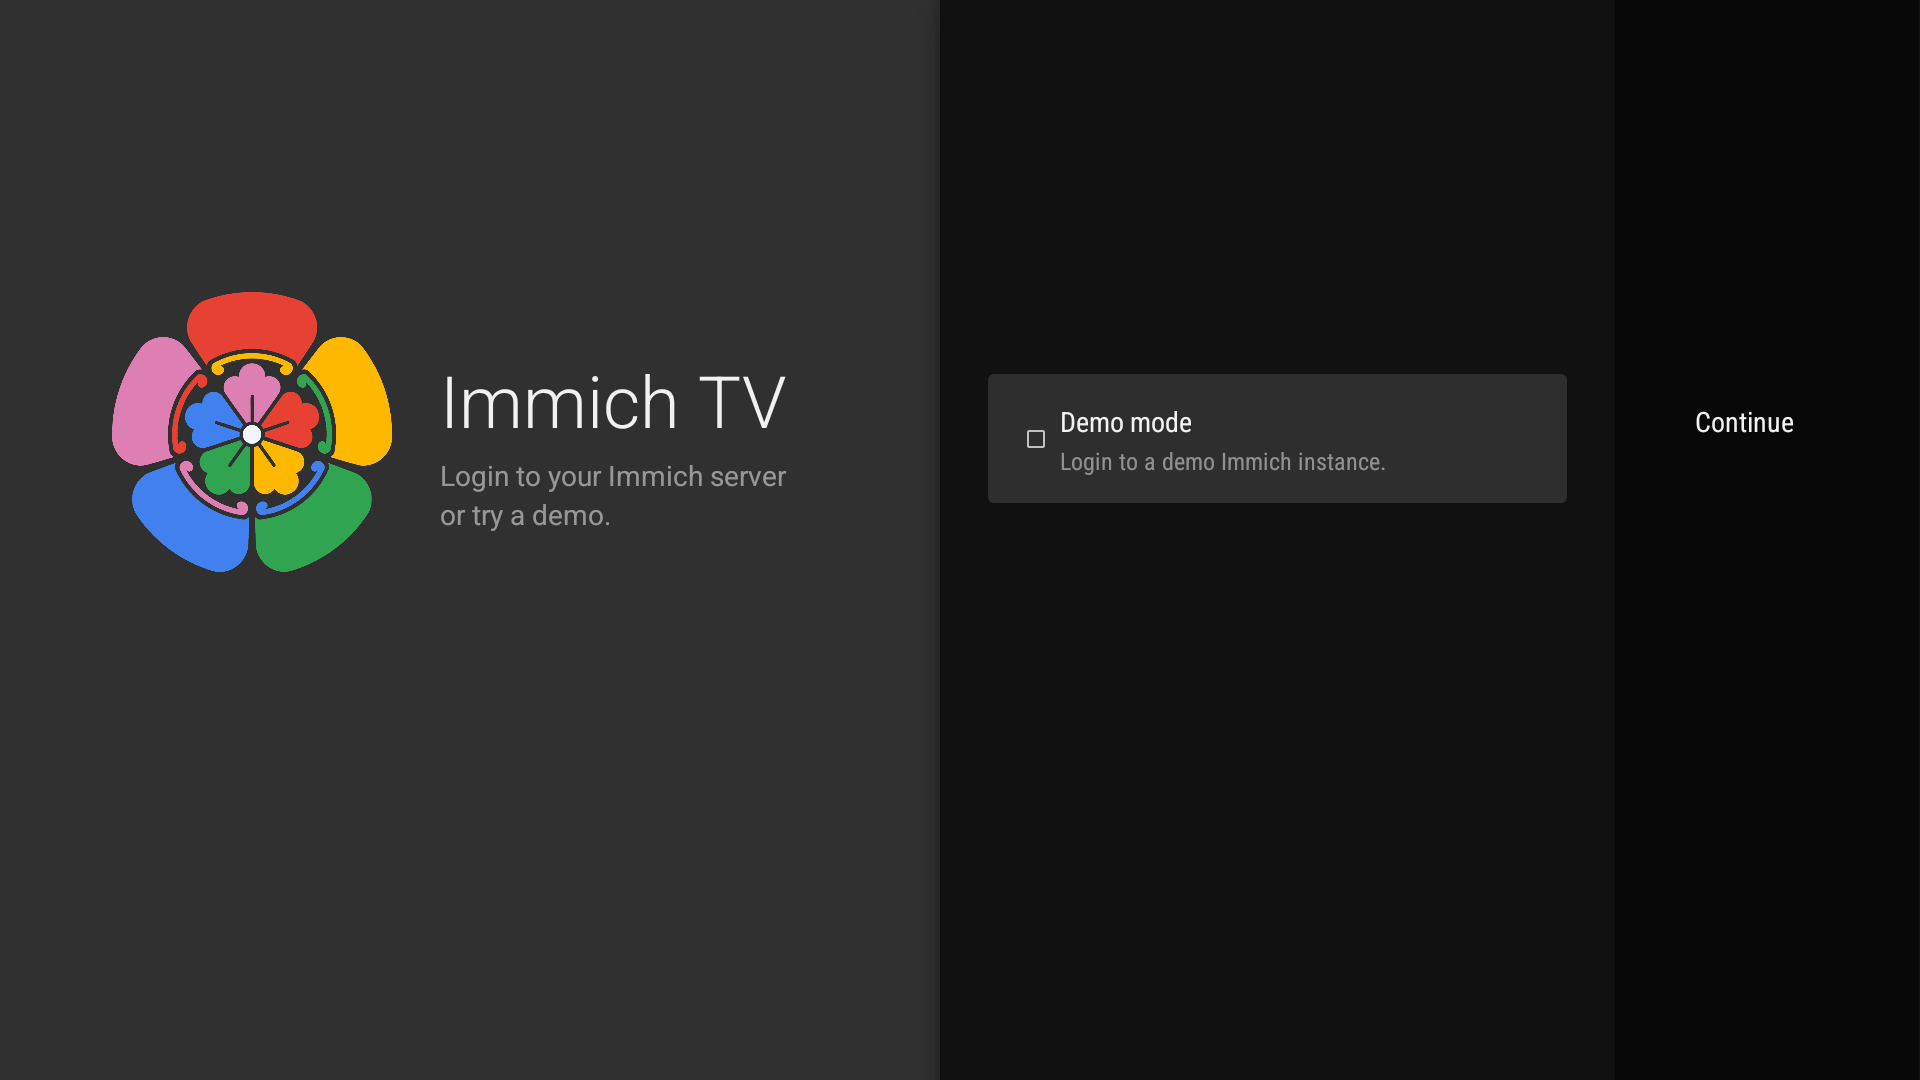 Immich TV
Login to your Immich server
or try a demo.
Demo mode
Login to a demo Immich instance.
Continue